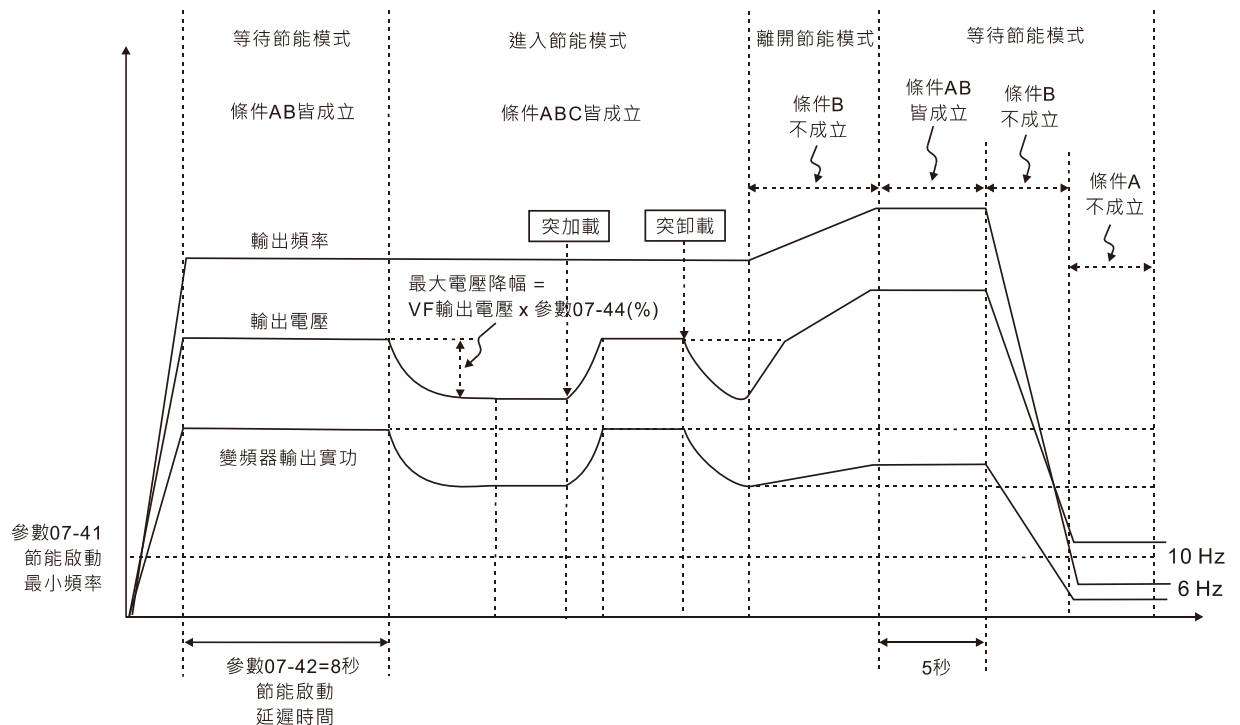 等待節能模式
進入節能模式
離開節能模式
等待節能模式
條件AB皆成立
條件ABC皆成立
條件B
不成立
條件AB
皆成立
條件B
不成立
條件A
不成立
突加載
突卸載
輸出頻率
最大電壓降幅 =
VF輸出電壓 x 參數07-44(%)
輸出電壓
變頻器輸出實功
參數07-41
節能啟動
最小頻率
10 Hz
6 Hz
參數07-42=8秒
節能啟動
延遲時間
5秒